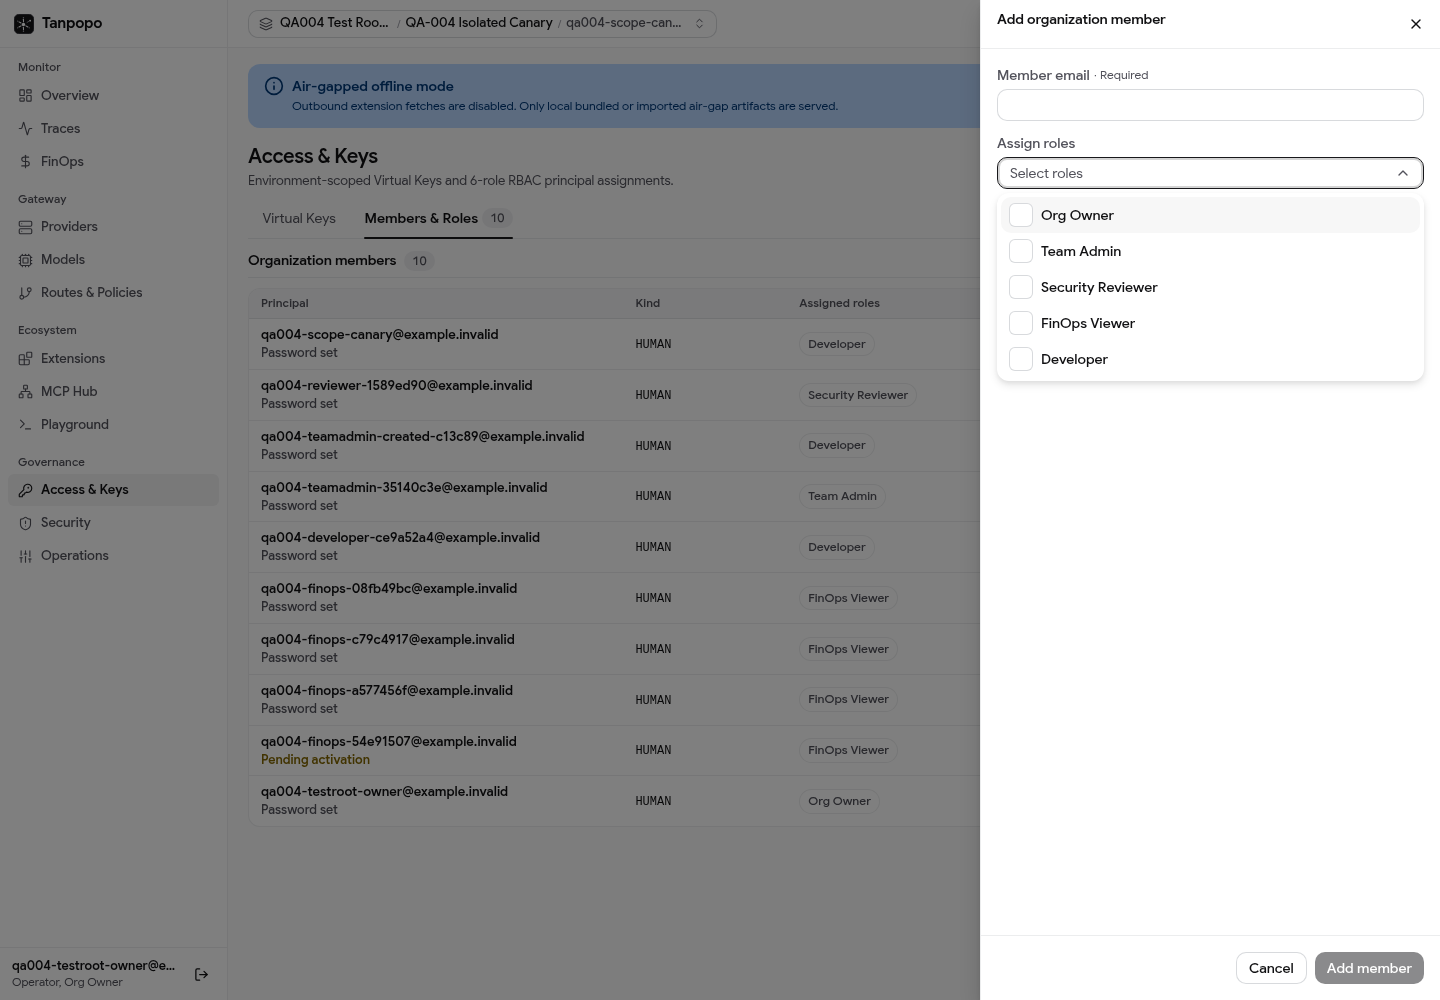 Tanpopo
Monitor
Overview
Traces
FinOps
Gateway
Providers
Models
Routes & Policies
Ecosystem
Extensions
MCP Hub
Playground
Governance
Access & Keys
Security
Operations
qa004-testroot-owner@e...
Operator, Org Owner
QA004 Test Roo... / QA-004 Isolated Canary / qa004-scope-can...
Air-gapped offline mode
Outbound extension fetches are disabled. Only local bundled or imported air-gap artifacts are served.
Access & Keys
Environment-scoped Virtual Keys and 6-role RBAC principal assignments.
Virtual Keys Members & Roles 10
Organization members 10
Principal Kind Assigned roles
qa004-scope-canary@example.invalid
Password set
HUMAN Developer
qa004-reviewer-1589ed90@example.invalid
Password set
HUMAN Security Reviewer
qa004-teamadmin-created-c13c89@example.invalid
Password set
HUMAN Developer
qa004-teamadmin-35140c3e@example.invalid
Password set
HUMAN Team Admin
qa004-developer-ce9a52a4@example.invalid
Password set
HUMAN Developer
qa004-finops-08fb49bc@example.invalid
Password set
HUMAN FinOps Viewer
qa004-finops-c79c4917@example.invalid
Password set
HUMAN FinOps Viewer
qa004-finops-a577456f@example.invalid
Password set
HUMAN FinOps Viewer
qa004-finops-54e91507@example.invalid
Pending activation
HUMAN FinOps Viewer
qa004-testroot-owner@example.invalid
Password set
HUMAN Org Owner
Add organization member
Member email · Required
Assign roles
Select roles
Org Owner
Team Admin
Security Reviewer
FinOps Viewer
Developer
Cancel Add member